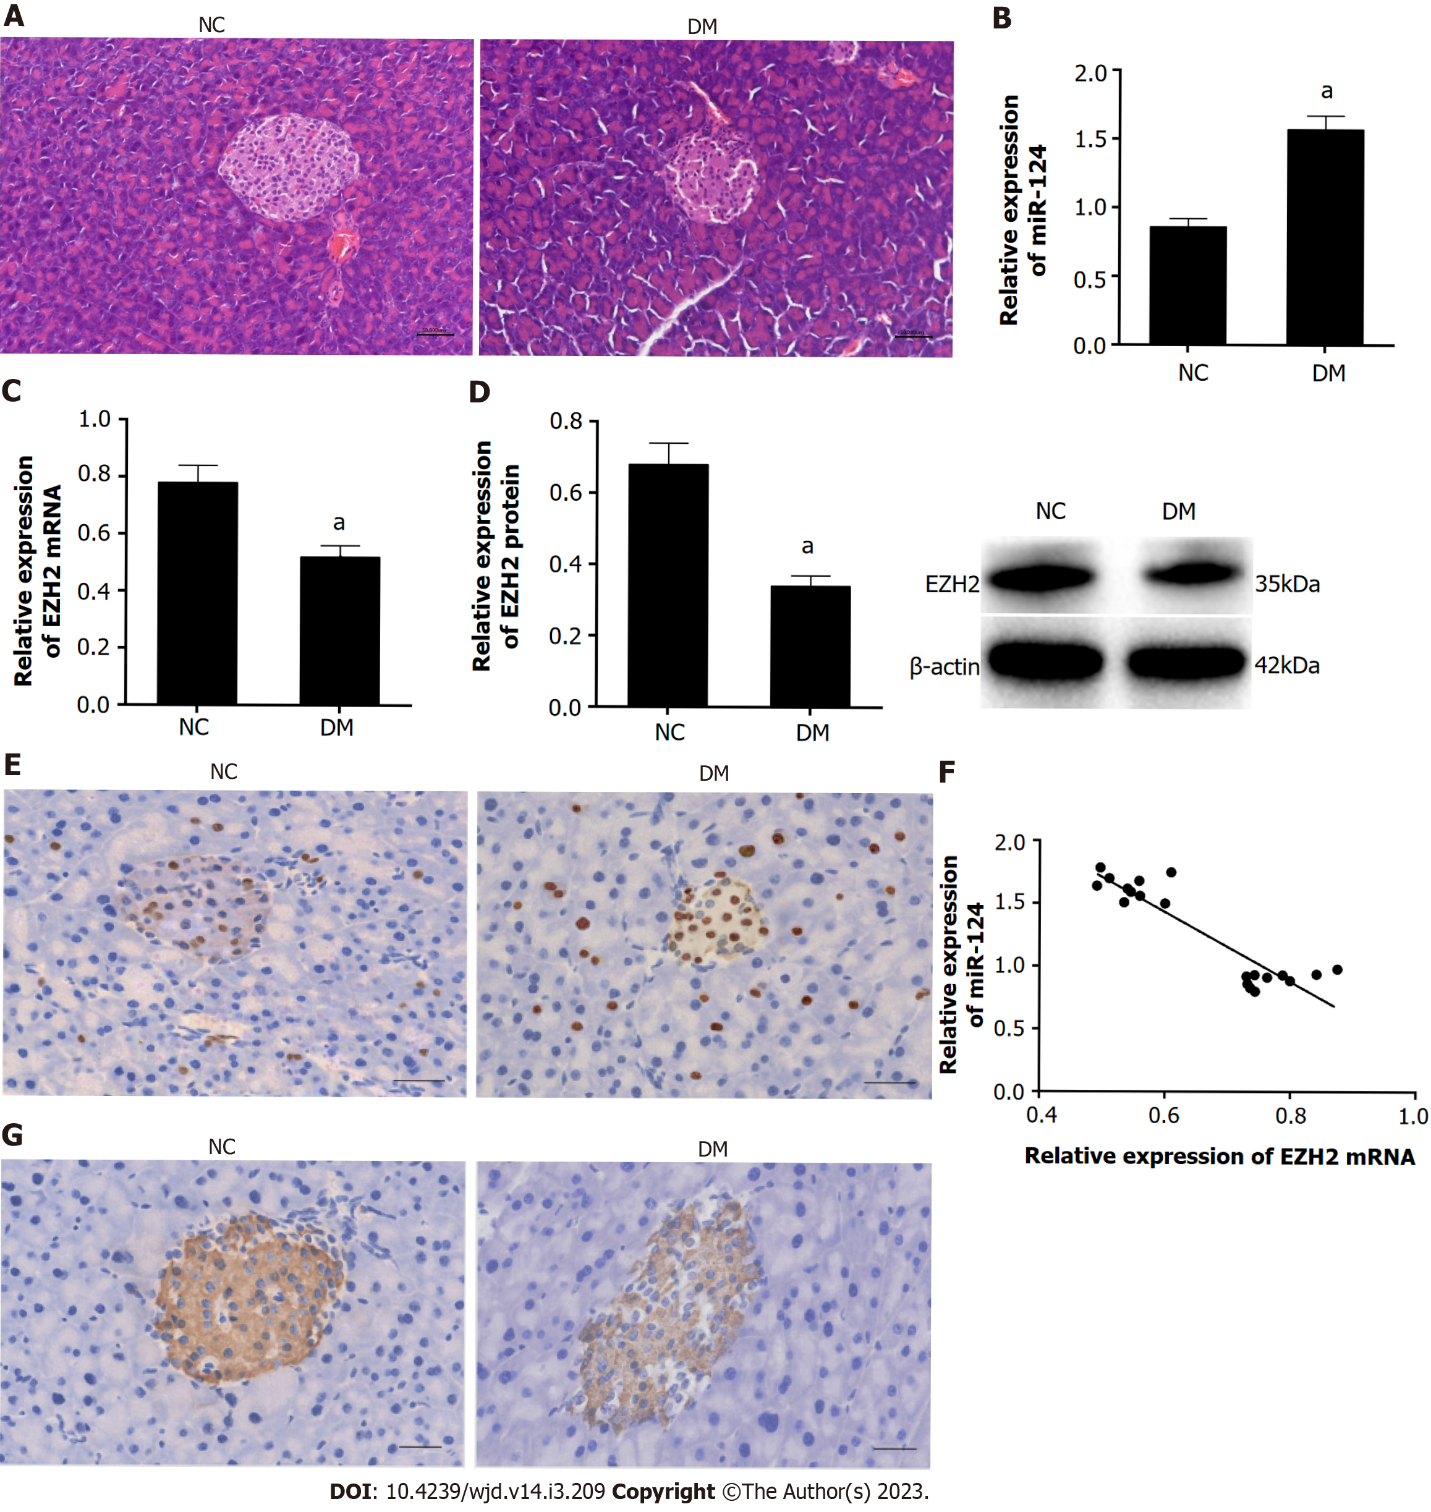 A
NC
DM
B
Relative expression
of miR-124
2.0
1.5
1.0
0.5
0.0
a
NC
DM
C
Relative expression
of EZH2 mRNA
1.0
0.8
0.6
0.4
0.2
0.0
a
NC
DM
D
Relative expression
of EZH2 protein
0.8
0.6
0.4
0.2
0.0
a
NC
DM
NC
DM
EZH2
35kDa
β-actin
42kDa
E
NC
DM
F
Relative expression
of miR-124
2.0
1.5
1.0
0.5
0.0
0.4
0.6
0.8
1.0
Relative expression of EZH2 mRNA
G
NC
DM
DOI: 10.4239/wjd.v14.i3.209 Copyright ©The Author(s) 2023.